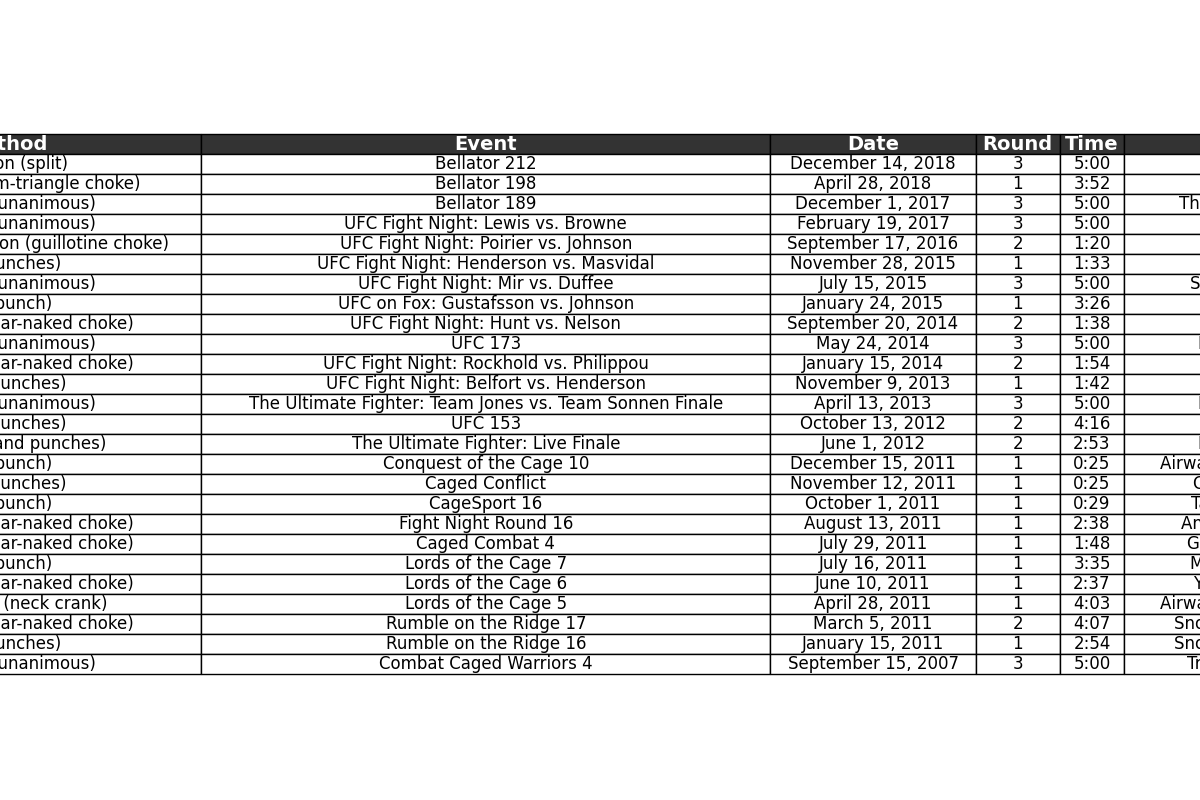 thod Event Date Round Time
on (split) Bellator 212 December 14, 2018 3 5:00
m-triangle choke) Bellator 198 April 28, 2018 1 3:52
unanimous) Bellator 189 December 1, 2017 3 5:00 Th
unanimous) UFC Fight Night: Lewis vs. Browne February 19, 2017 3 5:00
on (guillotine choke) UFC Fight Night: Poirier vs. Johnson September 17, 2016 2 1:20
unches) UFC Fight Night: Henderson vs. Masvidal November 28, 2015 1 1:33
unanimous) UFC Fight Night: Mir vs. Duffee July 15, 2015 3 5:00 S
punch) UFC on Fox: Gustafsson vs. Johnson January 24, 2015 1 3:26
ar-naked choke) UFC Fight Night: Hunt vs. Nelson September 20, 2014 2 1:38
unanimous) UFC 173 May 24, 2014 3 5:00
ar-naked choke) UFC Fight Night: Rockhold vs. Philippou January 15, 2014 2 1:54
unches) UFC Fight Night: Belfort vs. Henderson November 9, 2013 1 1:42
unanimous) The Ultimate Fighter: Team Jones vs. Team Sonnen Finale April 13, 2013 3 5:00
unches) UFC 153 October 13, 2012 2 4:16
and punches) The Ultimate Fighter: Live Finale June 1, 2012 2 2:53
punch) Conquest of the Cage 10 December 15, 2011 1 0:25 Airwa
unches) Caged Conflict November 12, 2011 1 0:25
punch) CageSport 16 October 1, 2011 1 0:29 Ta
ar-naked choke) Fight Night Round 16 August 13, 2011 1 2:38 An
ar-naked choke) Caged Combat 4 July 29, 2011 1 1:48 G
punch) Lords of the Cage 7 July 16, 2011 1 3:35 M
ar-naked choke) Lords of the Cage 6 June 10, 2011 1 2:37 Y
(neck crank) Lords of the Cage 5 April 28, 2011 1 4:03 Airwa
ar-naked choke) Rumble on the Ridge 17 March 5, 2011 2 4:07 Sno
unches) Rumble on the Ridge 16 January 15, 2011 1 2:54 Sno
unanimous) Combat Caged Warriors 4 September 15, 2007 3 5:00 Tr